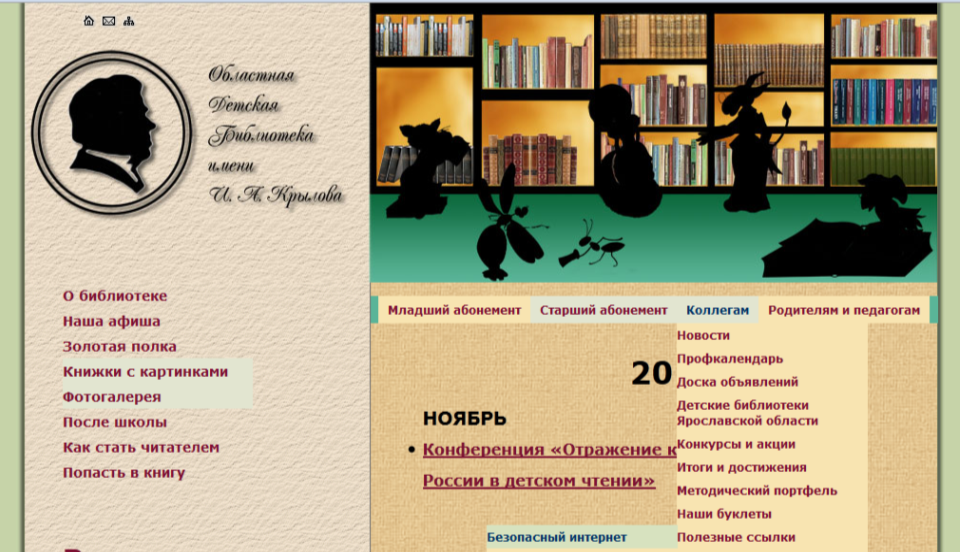 Областная
Детская
Библиотека
имени
И. А. Крылова
О библиотеке
Наша афиша
Золотая полка
Книжки с картинками
Фотогалерея
После школы
Как стать читателем
Попасть в книгу
Младший абонемент
Старший абонемент
Коллегам
Родителям и педагогам
Новости
Профкалендарь
Доска объявлений
Детские библиотеки
Ярославской области
Конкурсы и акции
Итоги и достижения
Методический портфель
Наши буклеты
Полезные ссылки
Безопасный интернет
20
НОЯБРЬ
• Конференция «Отражение к
России в детском чтении»